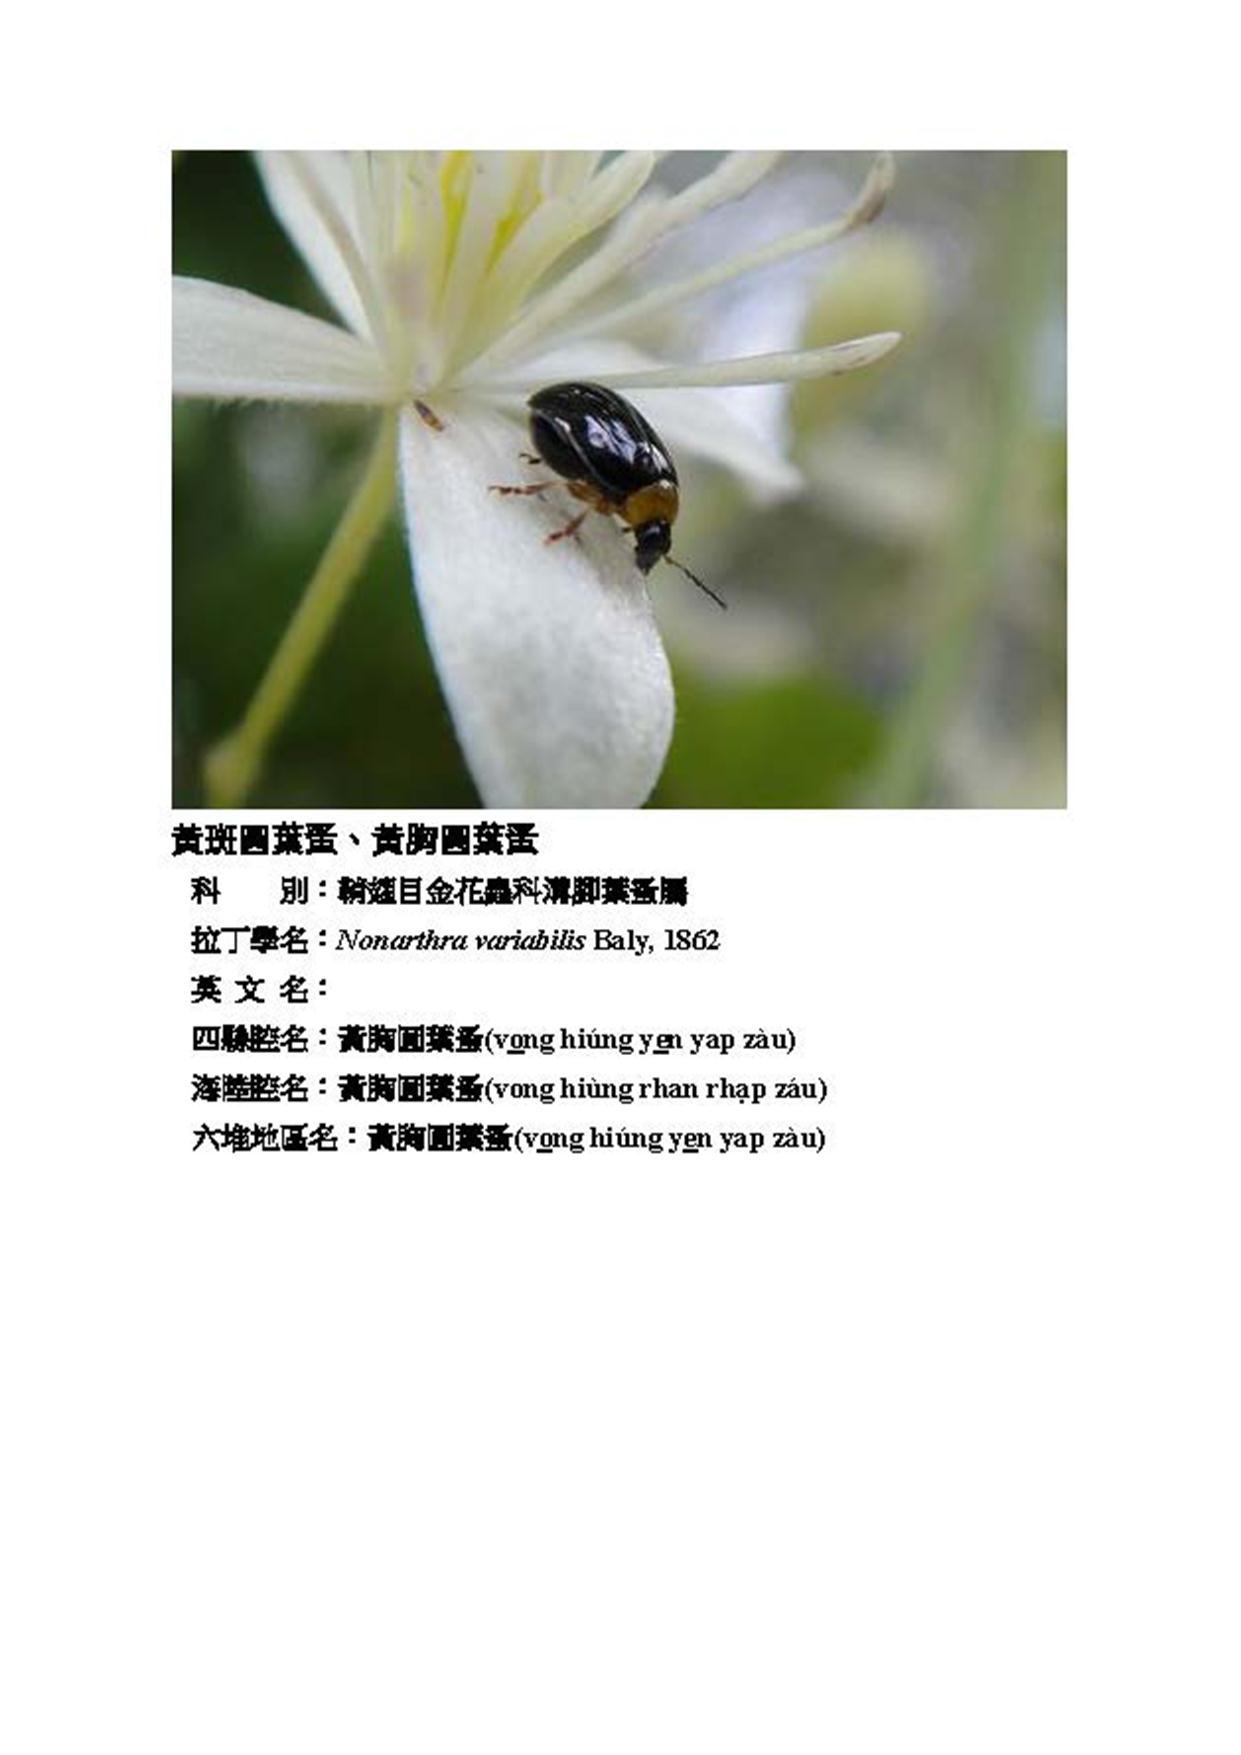 黃斑圓葉蚤、黃胸圓葉蚤
科 別：鞘翅目金花蟲科溝腳葉蚤屬
拉丁學名：Nonarthra variabilis Baly, 1862
英 文 名：
四縣腔名：黃胸圓葉蚤(vong hiúng yen yap zàu)
海陸腔名：黃胸圓葉蚤(vong hiùng rhan rhap záu)
六堆地區名：黃胸圓葉蚤(vong hiúng yen yap zàu)